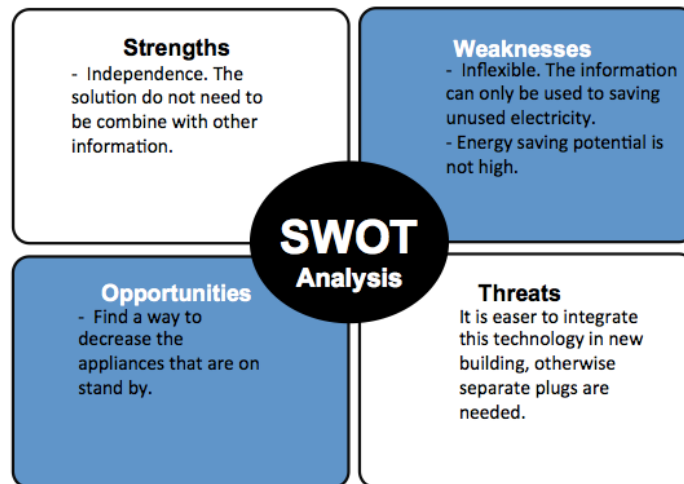 Strengths
- Independence. The
solution do not need to
be combine with other
information.
Weaknesses
- Inflexible. The information
can only be used to saving
unused electricity.
- Energy saving potential is
not high.
SWOT
Analysis
Opportunities
- Find a way to
decrease the
appliances that are on
stand by.
Threats
It is easer to integrate
this technology in new
building, otherwise
separate plugs are
needed.